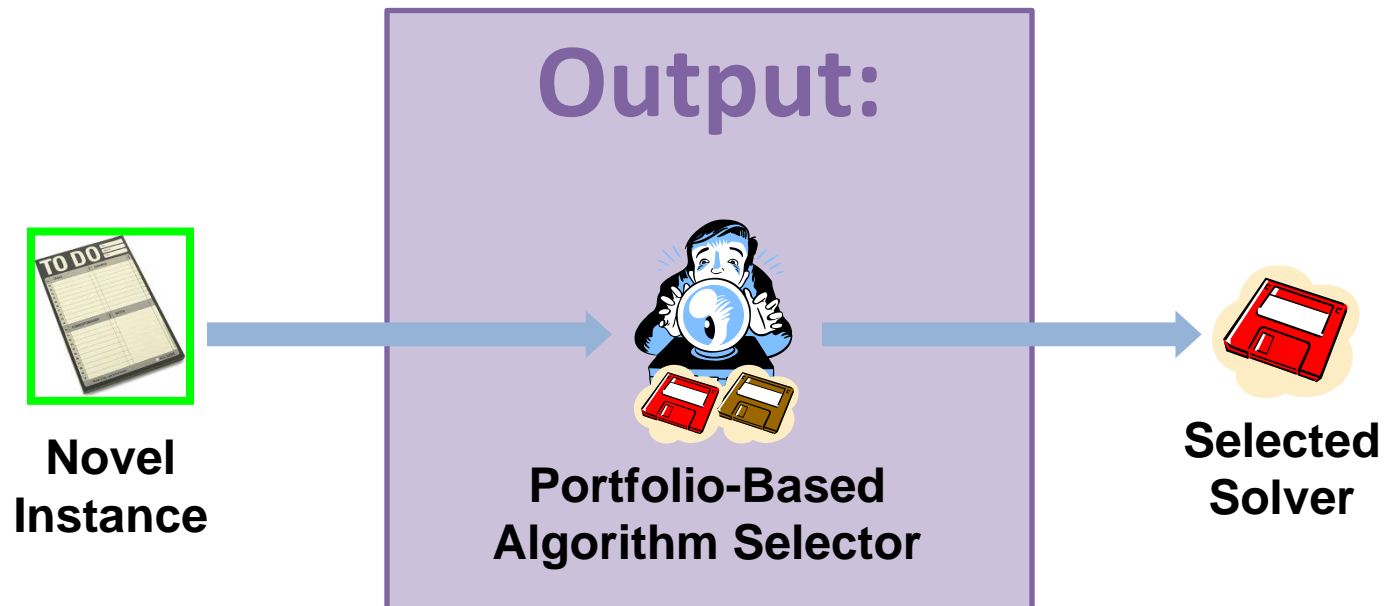 Output:
TO DO
Novel
Instance
Portfolio-Based
Algorithm Selector
Selected
Solver